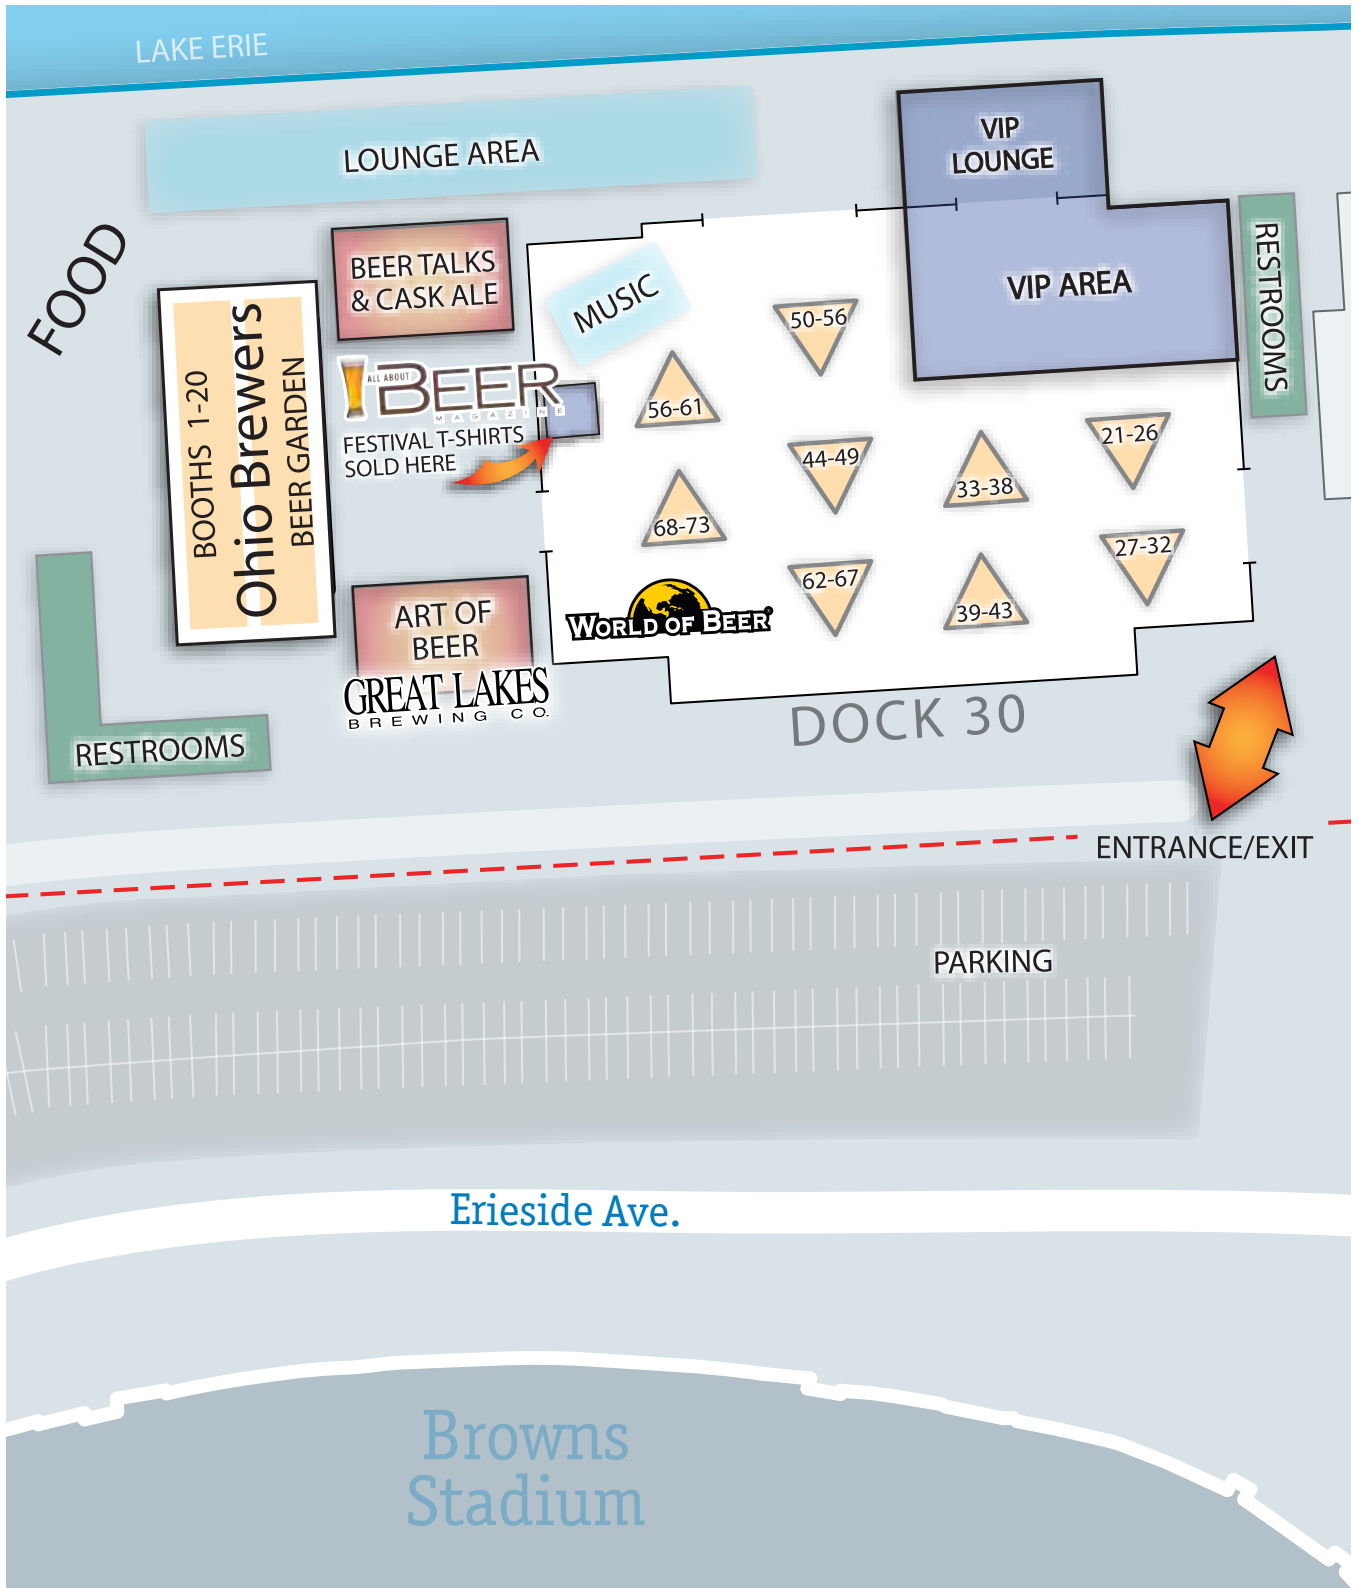 LAKE ERIE
LOUNGE AREA
VIP
LOUNGE
FOOD
BEER TALKS
& CASK ALE
MUSIC
VIP AREA
RESTROOMS
BOOTHS 1-20
Ohio Brewers
BEER GARDEN
ALL ABOUT
BEER
MAGAZINE
FESTIVAL T-SHIRTS
SOLD HERE
50-56
56-61
44-49
33-38
21-26
68-73
62-67
39-43
27-32
WORLD OF BEER®
ART OF
BEER
GREAT LAKES
BREWING CO.
DOCK 30
RESTROOMS
ENTRANCE/EXIT
PARKING
Erieside Ave.
Browns
Stadium